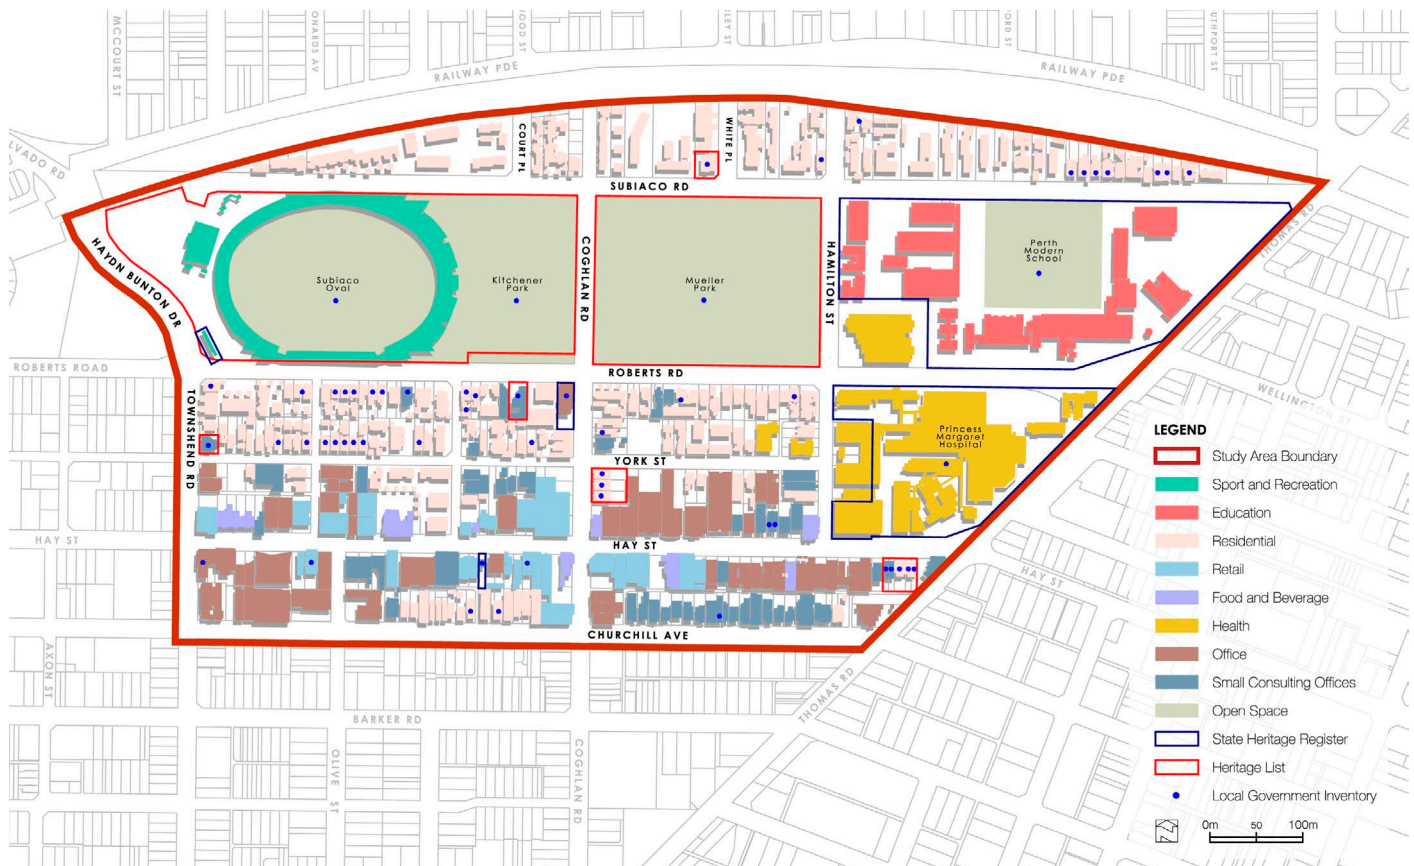 MCCOURT ST
ONARDS AV
OOD ST
LEY ST
ORD ST
UTHPORT ST
RAILWAY PDE
RAILWAY PDE
LVADO RD
COURT PL
WHITE PL
SUBIACO RD
THOMAS RD
HAYDN BUNTON DR
COGHLAN RD
HAMILTON ST
Perth
Modern
School
Subiaco
Oval
Kitchener
Park
Mueller
Park
ROBERTS ROAD
ROBERTS RD
WELLING
TOWNSHEND RD
Princess
Margaret
Hospital
YORK ST
HAY ST
HAY ST
HAY ST
CHURCHILL AVE
AXON ST
THOMAS RD
BARKER RD
OLIVE ST
COGHLAN RD
LEGEND
Study Area Boundary
Sport and Recreation
Education
Residential
Retail
Food and Beverage
Health
Office
Small Consulting Offices
Open Space
State Heritage Register
Heritage List
Local Government Inventory
0m 50 100m